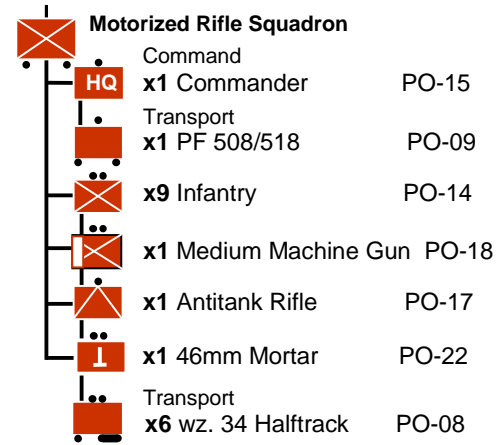 Motorized Rifle Squadron
Command
HQ x1 Commander PO-15
Transport
x1 PF 508/518 PO-09
x9 Infantry PO-14
x1 Medium Machine Gun PO-18
x1 Antitank Rifle PO-17
x1 46mm Mortar PO-22
Transport
x6 wz. 34 Halftrack PO-08